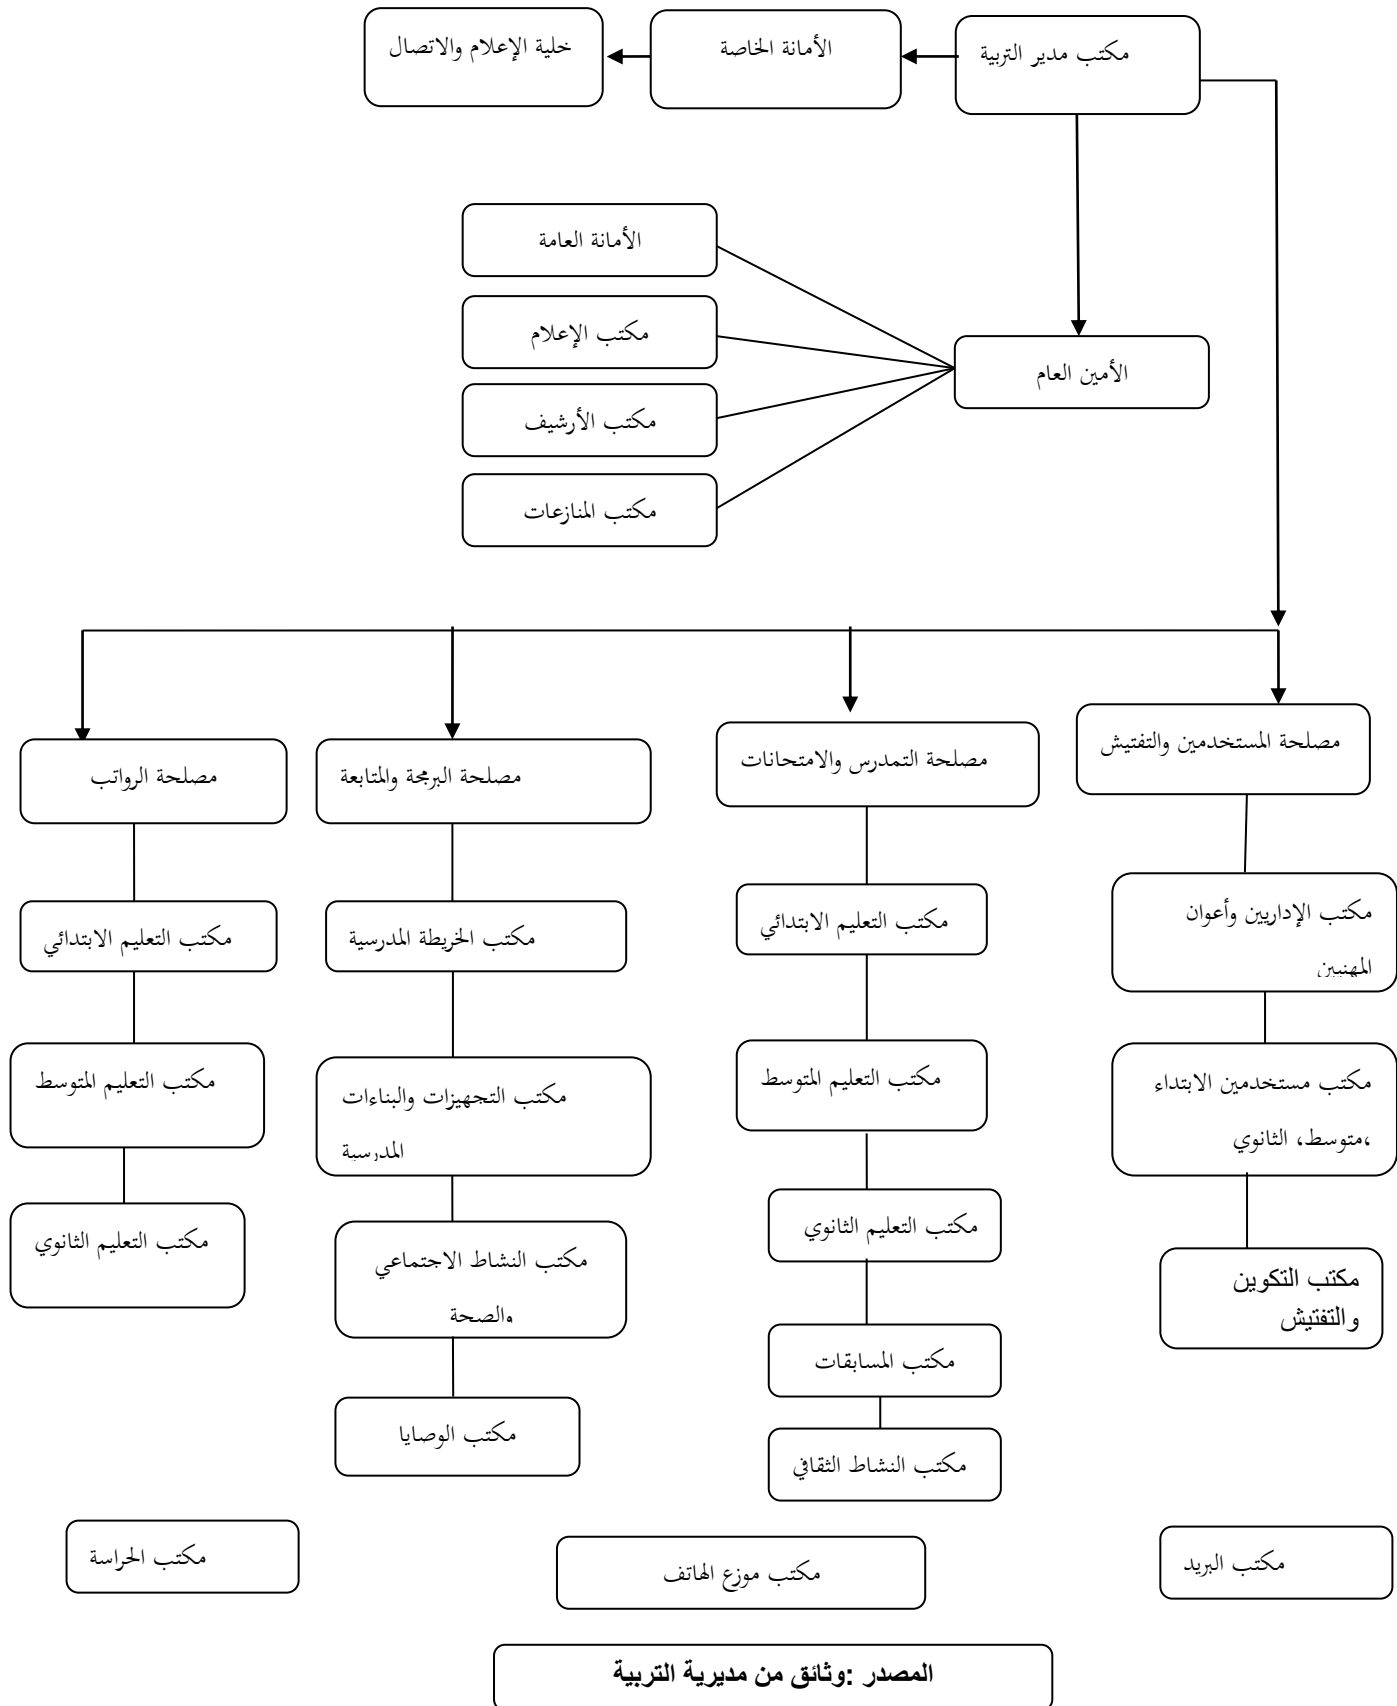 مكتب مدير التربية
الأمانة الخاصة
خلية الإعلام والاتصال
الأمانة العامة
مكتب الإعلام
الأمين العام
مكتب الأرشيف
مكتب المنازعات
مصلحة المستخدمين والتفتيش
مصلحة التمدرس والامتحانات
مصلحة البرمجة والمتابعة
مصلحة الرواتب
مكتب الإداريين وأعوان
المهنيين
مكتب التعليم الابتدائي
مكتب الخريطة المدرسية
مكتب التعليم الابتدائي
مكتب مستخدمين الابتداء
،متوسط، الثانوي
مكتب التعليم المتوسط
مكتب التجهيزات والبناءات
المدرسية
مكتب التعليم المتوسط
مكتب التكوين
والتفتيش
مكتب التعليم الثانوي
مكتب النشاط الاجتماعي
والصحة
مكتب التعليم الثانوي
مكتب المسابقات
مكتب الوصايا
مكتب النشاط الثقافي
مكتب البريد
مكتب موزع الهاتف
مكتب الحراسة
المصدر :وثائق من مديرية التربية